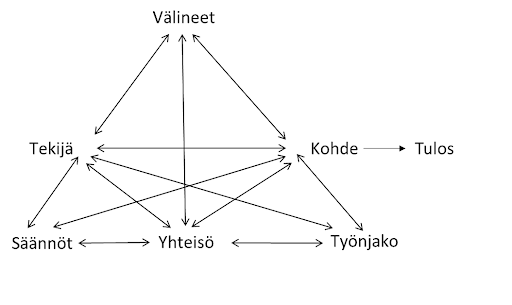 Välineet
Tekijä
Kohde
Tulos
Säännöt
Yhteisö
Työnjako